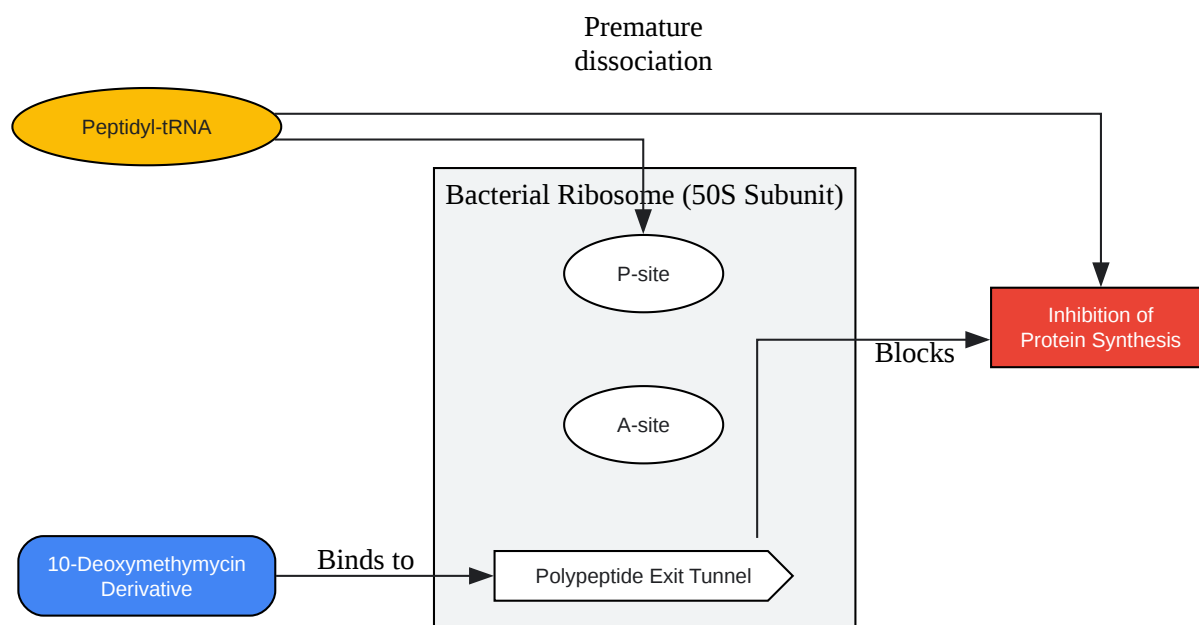 Premature
dissociation
Peptidyl-tRNA
Bacterial Ribosome (50S Subunit)
P-site
Inhibition of
Protein Synthesis
Blocks
A-site
10-Deoxymethymycin
Derivative
Binds to
Polypeptide Exit Tunnel